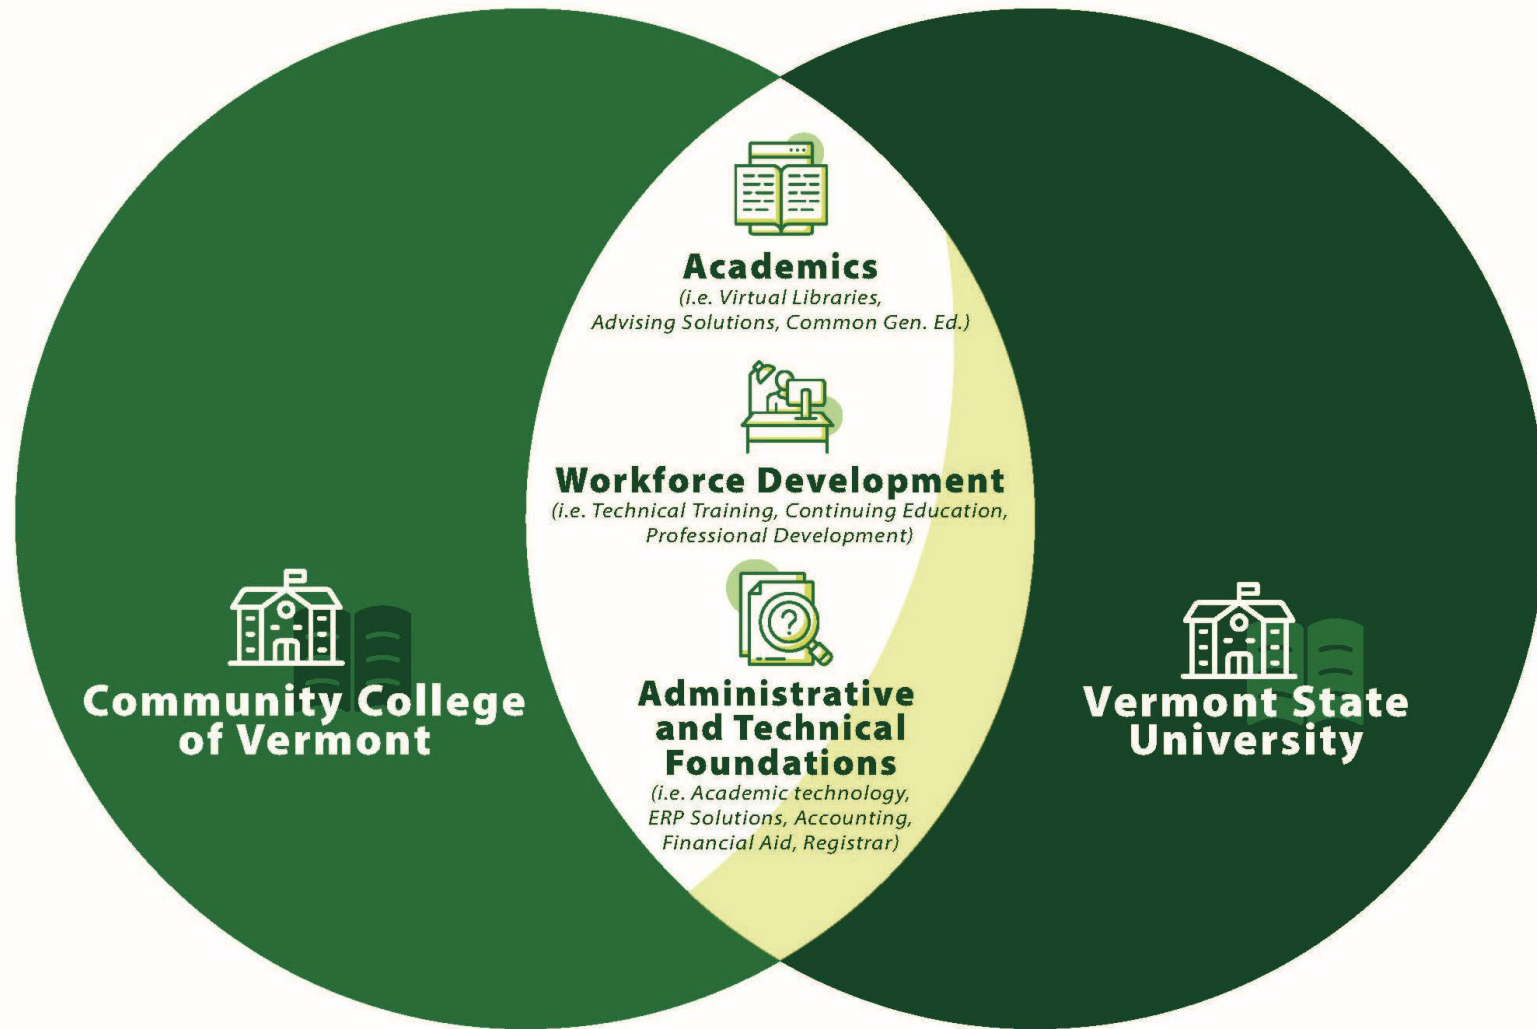 Academics
(i.e. Virtual Libraries,
Advising Solutions, Common Gen. Ed.)
Workforce Development
(i.e. Technical Training, Continuing Education,
Professional Development)
Community College
of Vermont
Administrative
and Technical
Foundations
(i.e. Academic technology,
ERP Solutions, Accounting,
Financial Aid, Registrar)
Vermont State
University